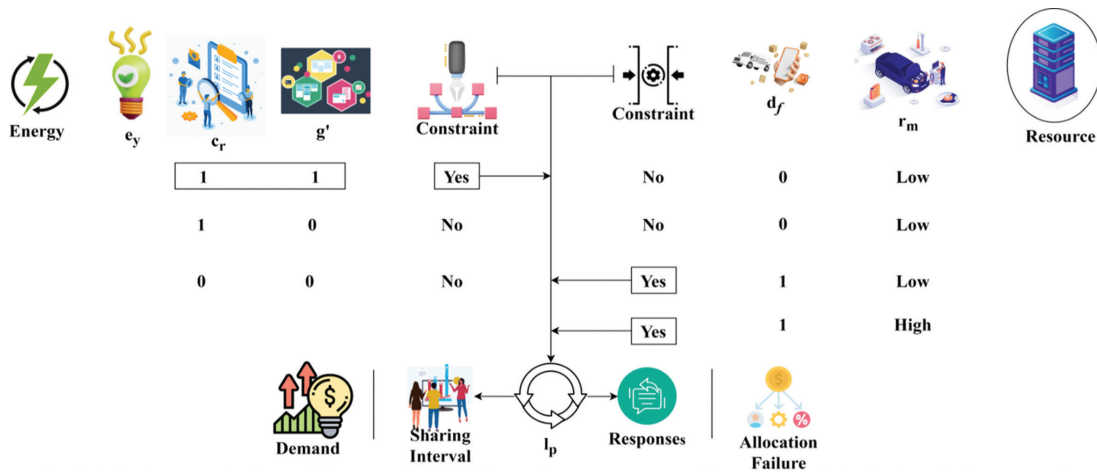 Energy e_y c_r g' Constraint Constraint d_f r_m Resource
1 1 Yes No 0 Low
1 0 No No 0 Low
0 0 No Yes 1 Low
Yes 1 High
Demand Sharing Interval l_p Responses Allocation Failure